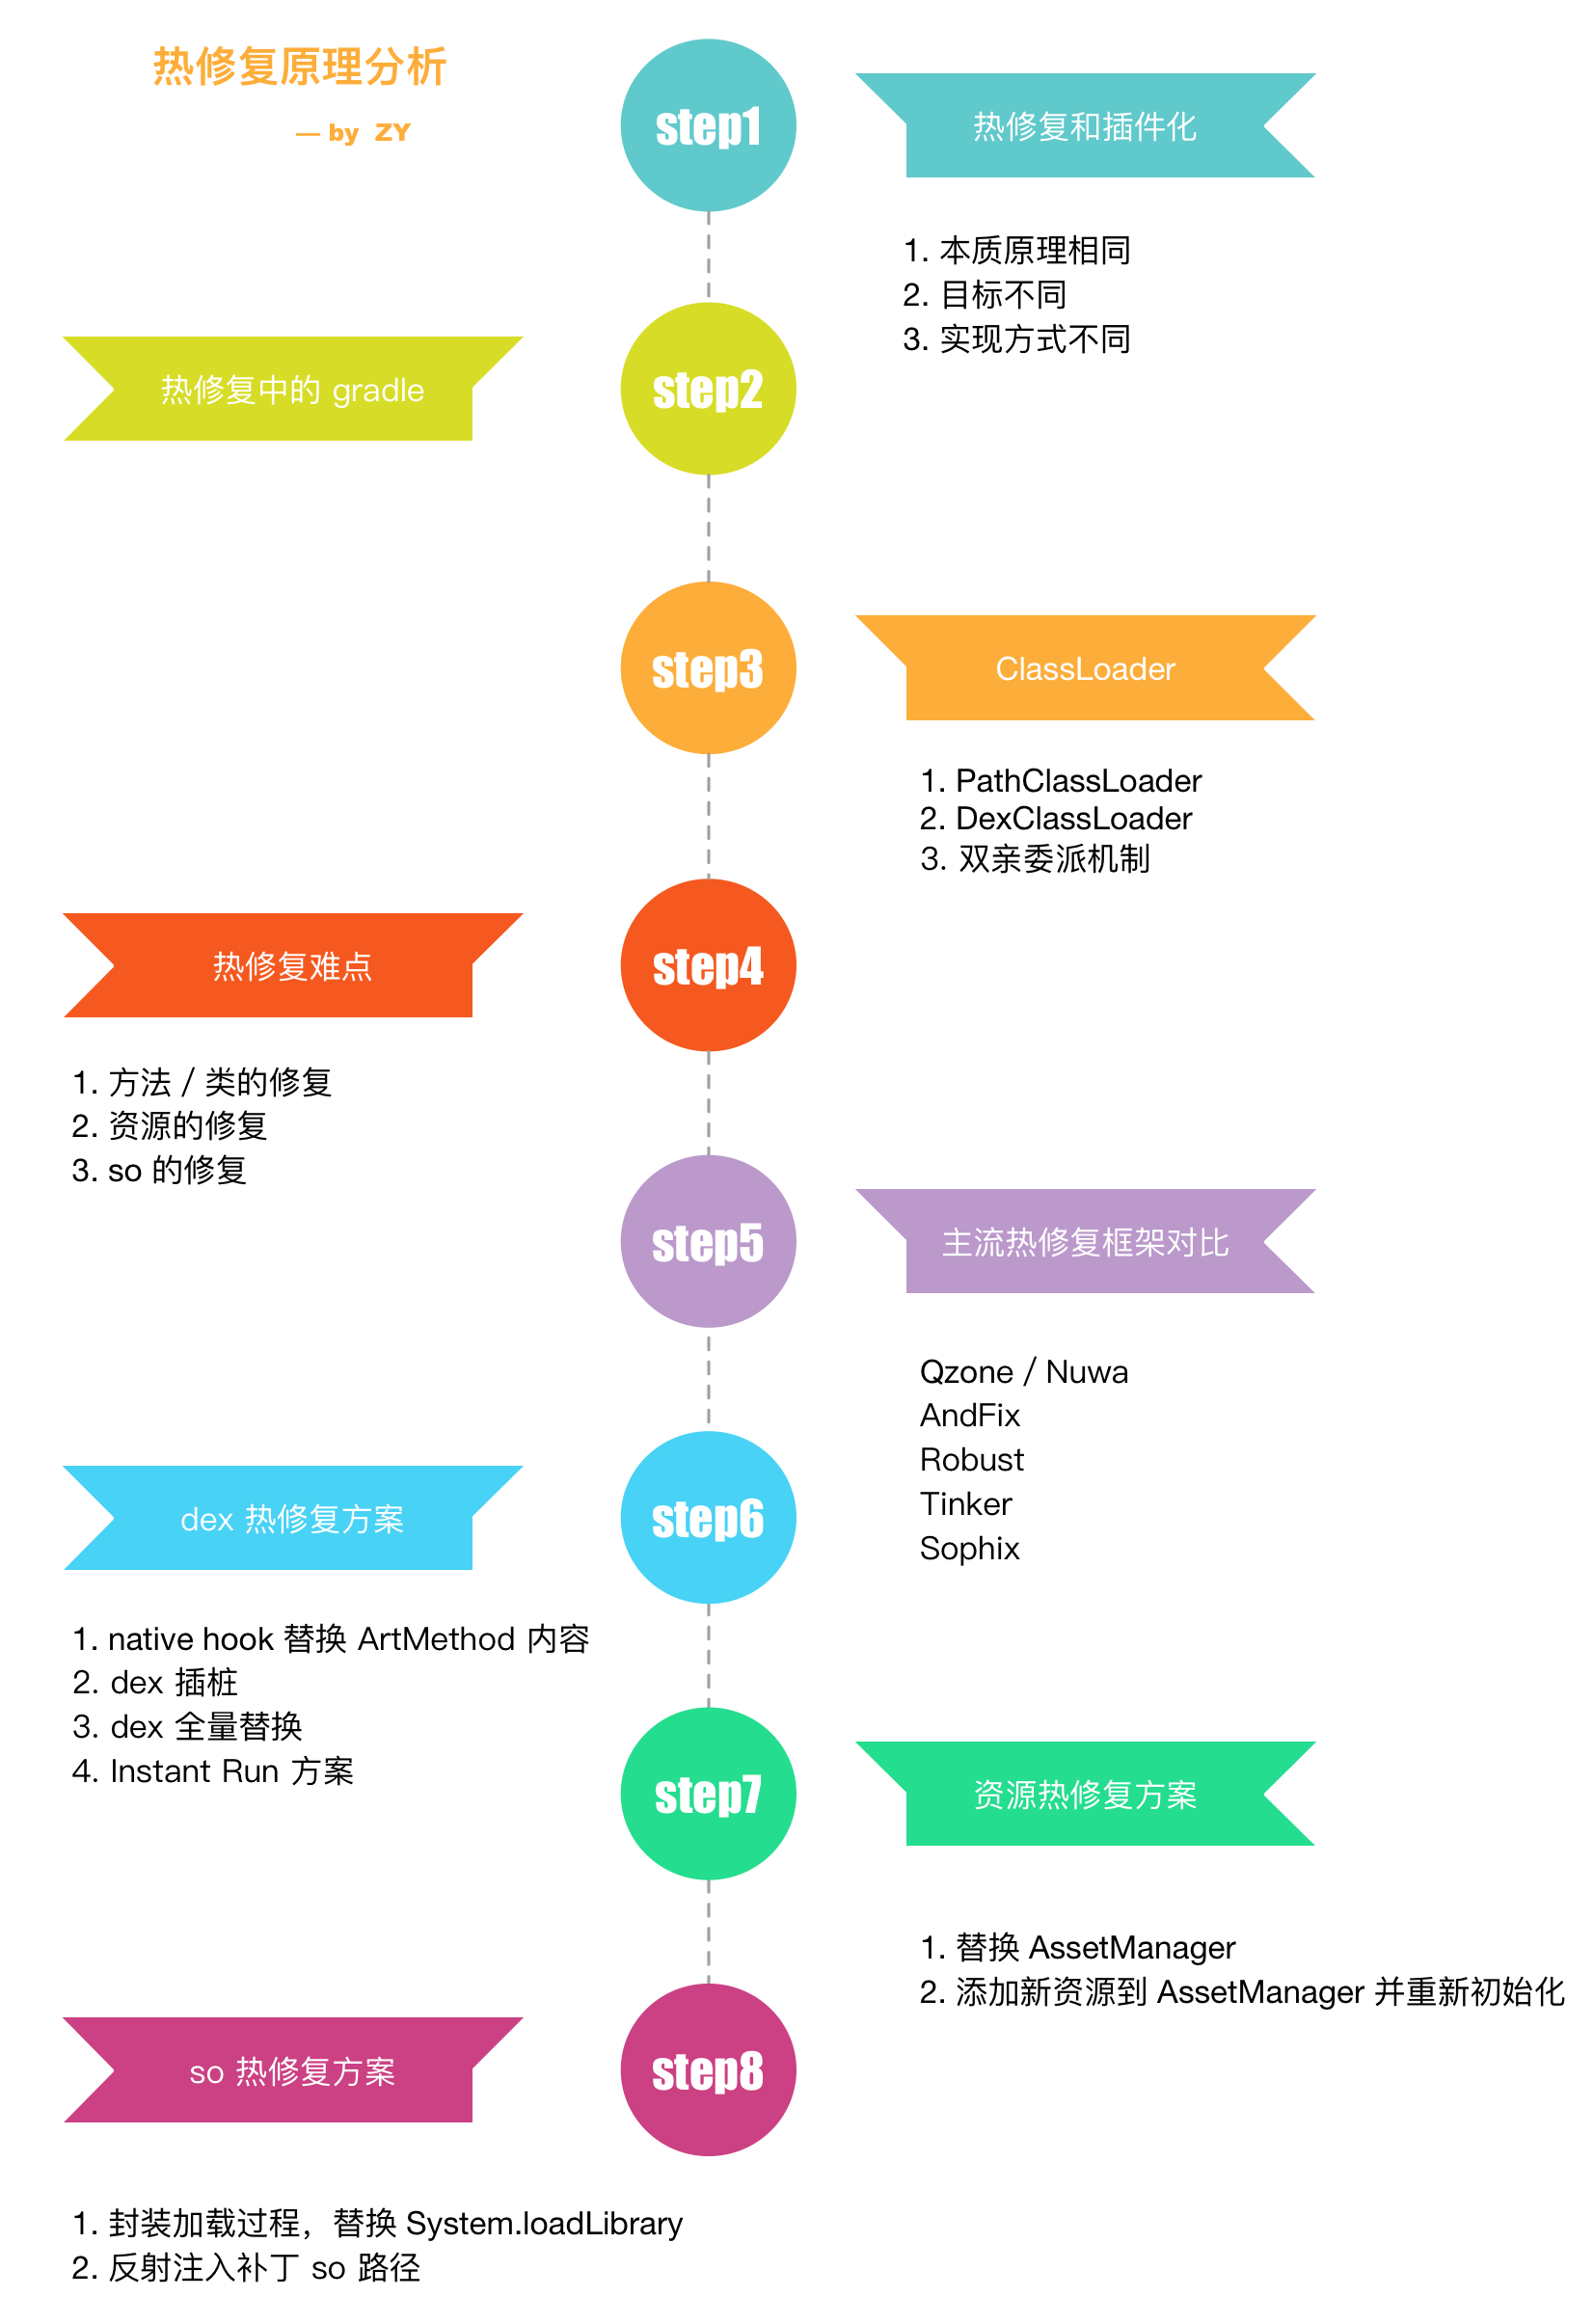 热修复原理分析
— by ZY
step1
热修复和插件化
1. 本质原理相同
2. 目标不同
3. 实现方式不同
step2
热修复中的 gradle
step3
ClassLoader
1. PathClassLoader
2. DexClassLoader
3. 双亲委派机制
step4
热修复难点
1. 方法 / 类的修复
2. 资源的修复
3. so 的修复
step5
主流热修复框架对比
Qzone / Nuwa
AndFix
Robust
Tinker
Sophix
step6
dex 热修复方案
1. native hook 替换 ArtMethod 内容
2. dex 插桩
3. dex 全量替换
4. Instant Run 方案
step7
资源热修复方案
1. 替换 AssetManager
2. 添加新资源到 AssetManager 并重新初始化
step8
so 热修复方案
1. 封装加载过程，替换 System.loadLibrary
2. 反射注入补丁 so 路径